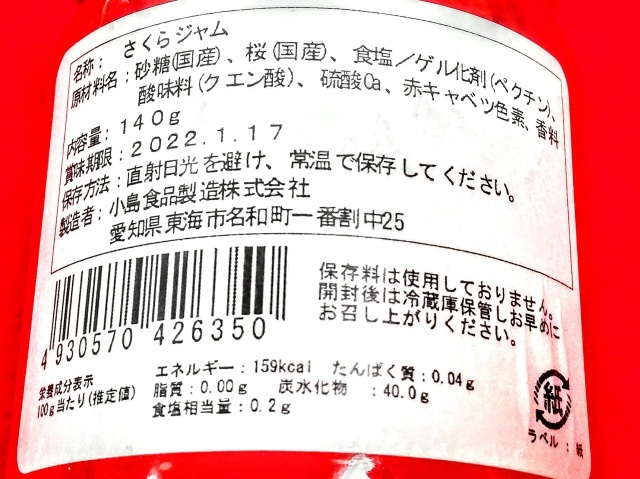 名称: さくらジャム
原材料名:砂糖(国産)、桜(国産)、食塩/ゲル化剤(ペクチン)、
酸味料(クエン酸)、硫酸Ca、赤キャベツ色素、香料
内容量:140g
賞味期限:2022.1.17
保存方法:直射日光を避け、常温で保存してください。
製造者:小島食品製造株式会社
愛知県東海市名和町一番割中25
保存料は使用しておりません。
開封後は冷蔵庫保管しお早めに
お召し上がりください。
4 930570 426350
栄養成分表示
100g当たり(推定値)
エネルギー:159kcal たんぱく質:0.04g
脂質:0.00g 炭水化物 :40.0g
食塩相当量:0.2g
紙
ラベル:紙